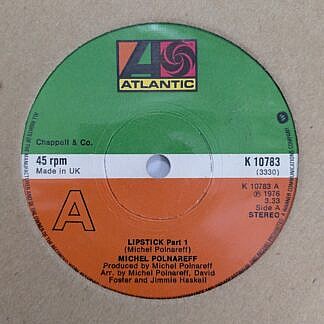 ATLANTIC
Chappell & Co.
45 rpm
Made in UK
K 10783
(3330)
K 10783 A
℗ 1976
3.33
Side A
STEREO
A
LIPSTICK Part 1
(Michel Polnareff)
MICHEL POLNAREFF
Produced by Michel Polnareff
Arr. by Michel Polnareff, David
Foster and Jimmie Haskell